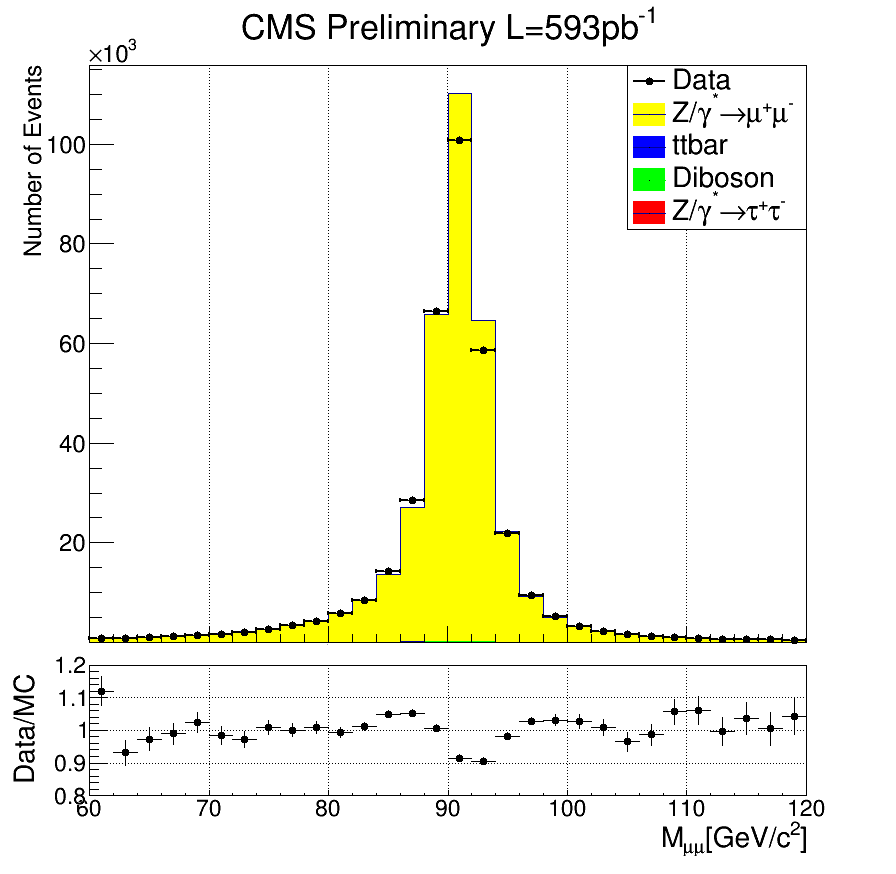 CMS Preliminary L=593pb⁻¹
×10³
Number of Events
100
80
60
40
20
Data
Z/γ*→μ⁺μ⁻
ttbar
Diboson
Z/γ*→τ⁺τ⁻
Data/MC
1.2
1.1
1
0.9
0.8
60 70 80 90 100 110 120
M_μμ[GeV/c²]